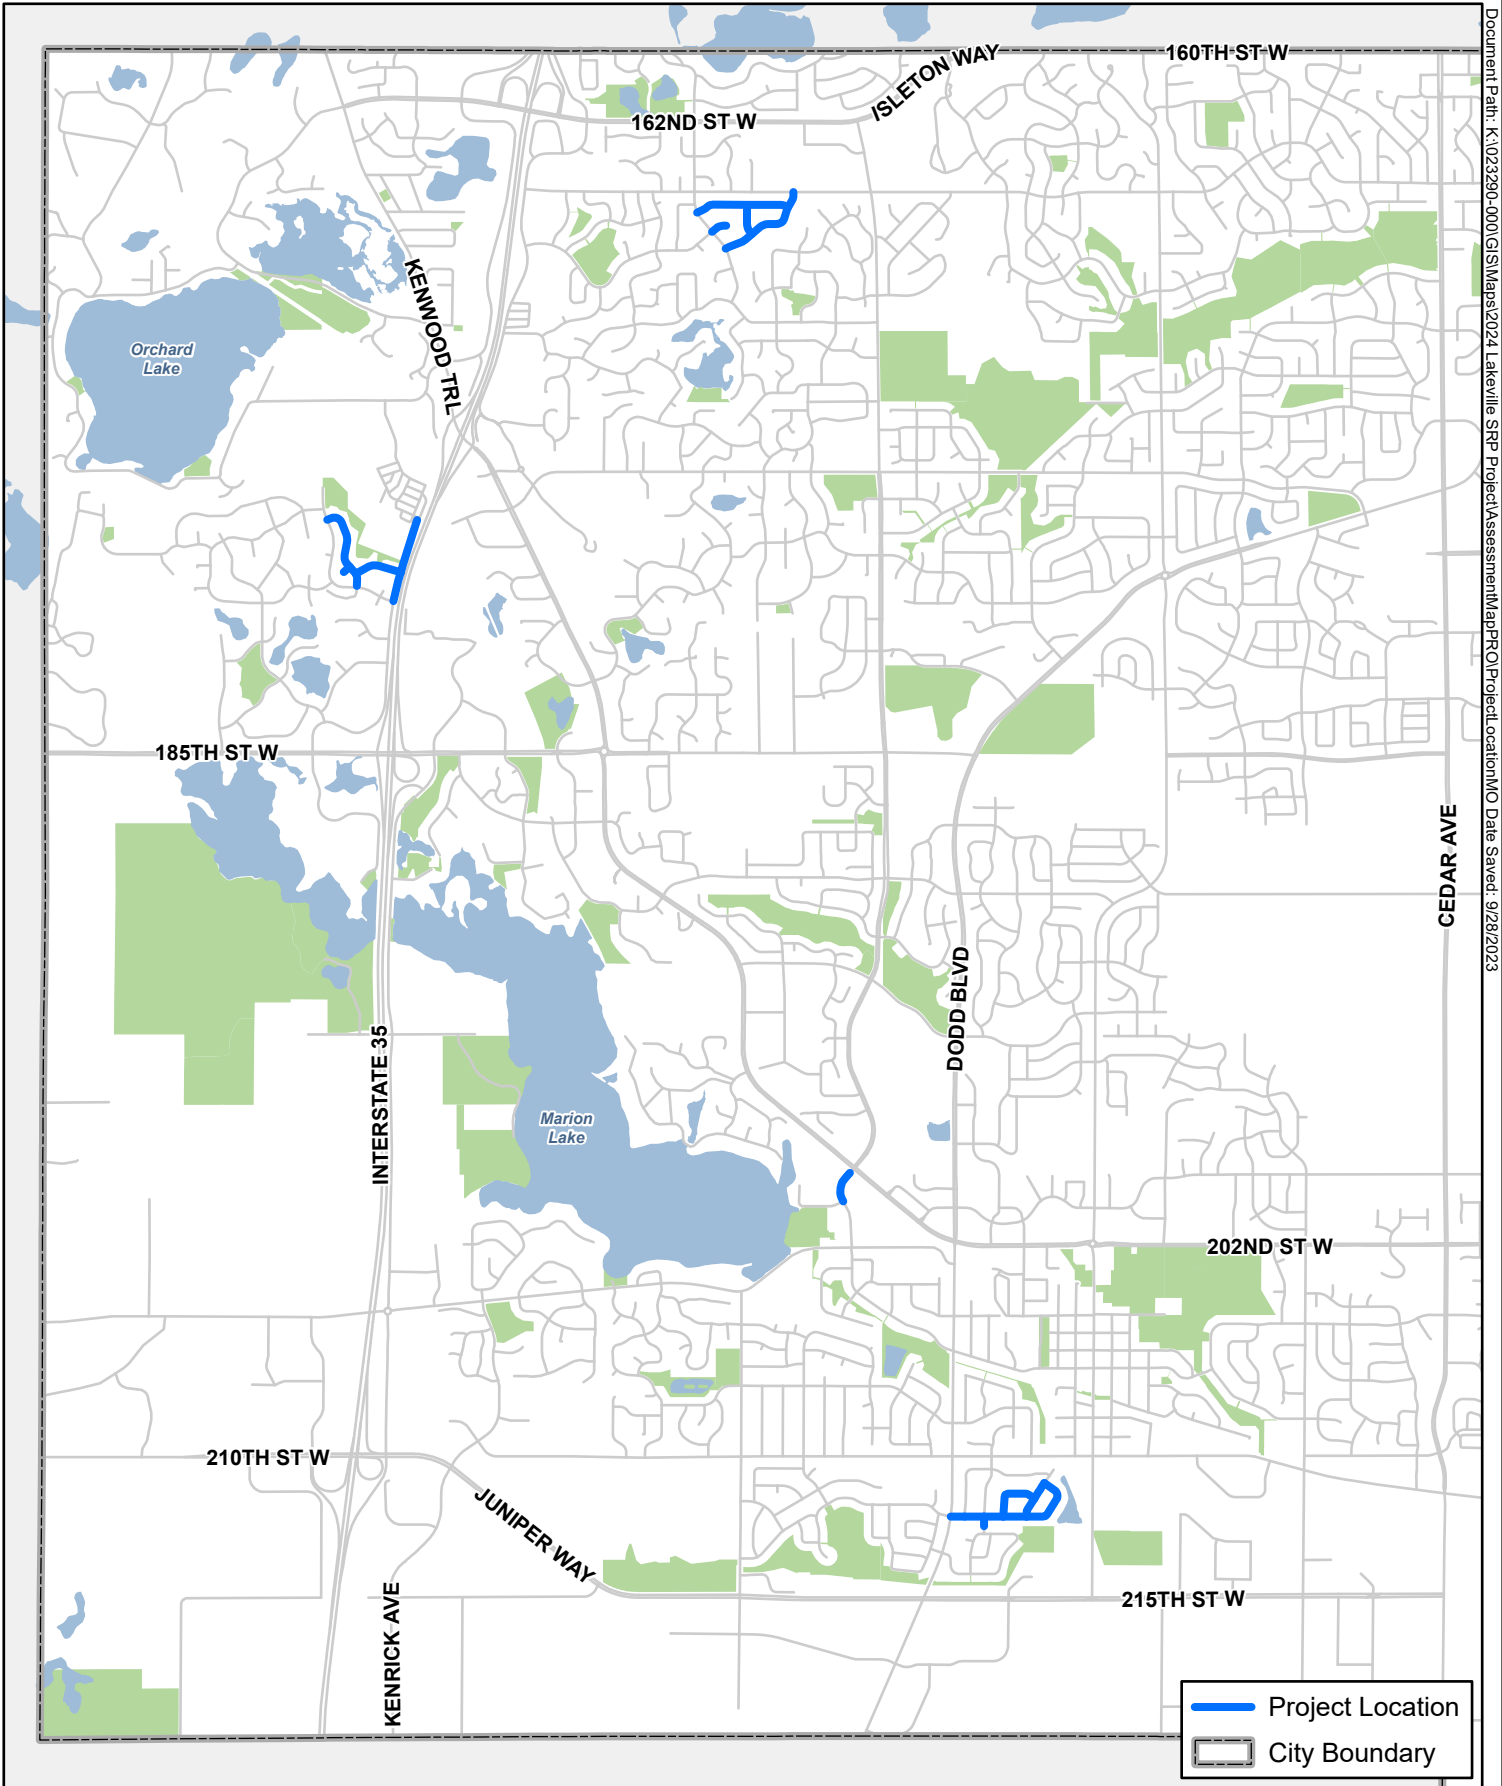 160TH ST W
ISLETON WAY
162ND ST W
KENWOOD TRL
Orchard
Lake
185TH ST W
CEDAR AVE
DODD BLVD
INTERSTATE 35
Marion
Lake
202ND ST W
210TH ST W
JUNIPER WAY
KENRICK AVE
215TH ST W
Project Location
City Boundary
Document Path: K:\023290-000\GIS\Maps\2024 Lakeville SRP Project\AssessmentMapPRO\ProjectLocationMO Date Saved: 9/28/2023